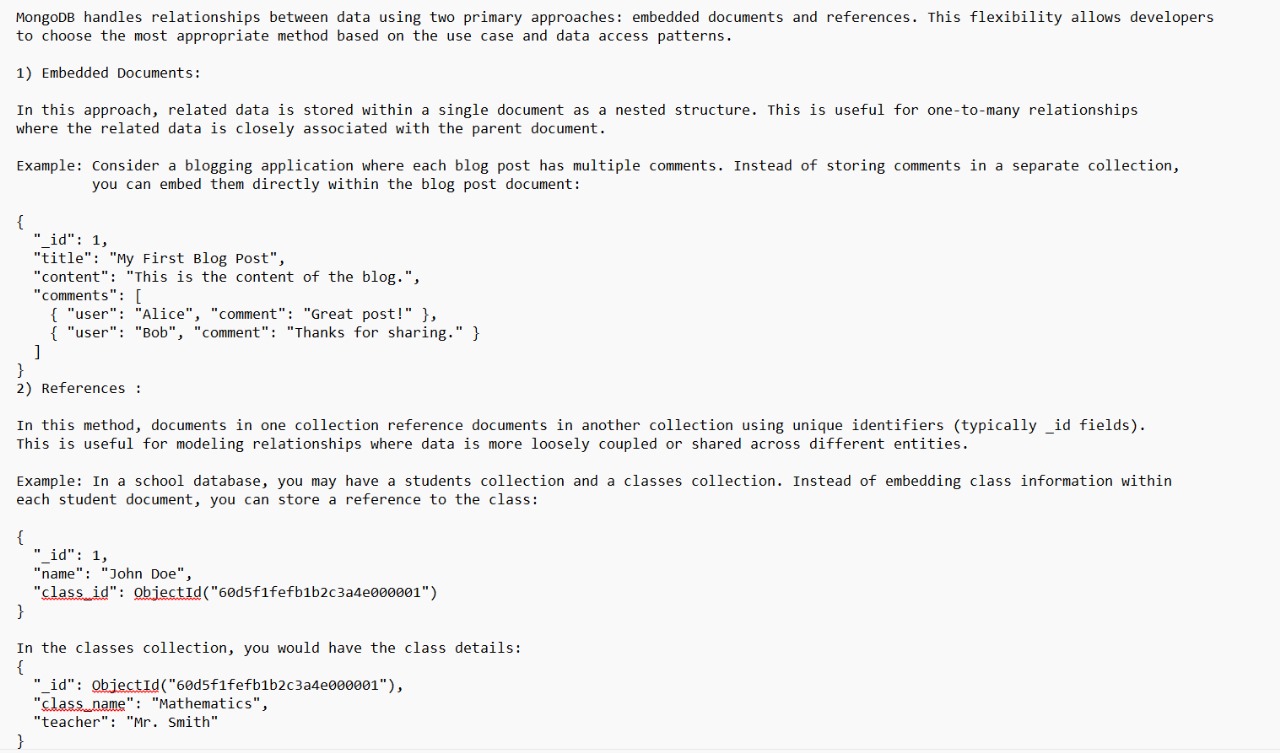 MongoDB handles relationships between data using two primary approaches: embedded documents and references. This flexibility allows developers
to choose the most appropriate method based on the use case and data access patterns.
1) Embedded Documents:
In this approach, related data is stored within a single document as a nested structure. This is useful for one-to-many relationships
where the related data is closely associated with the parent document.
Example: Consider a blogging application where each blog post has multiple comments. Instead of storing comments in a separate collection,
you can embed them directly within the blog post document:
{
"_id": 1,
"title": "My First Blog Post",
"content": "This is the content of the blog.",
"comments": [
{ "user": "Alice", "comment": "Great post!" },
{ "user": "Bob", "comment": "Thanks for sharing." }
]
}
2) References :
In this method, documents in one collection reference documents in another collection using unique identifiers (typically _id fields).
This is useful for modeling relationships where data is more loosely coupled or shared across different entities.
Example: In a school database, you may have a students collection and a classes collection. Instead of embedding class information within
each student document, you can store a reference to the class:
{
"_id": 1,
"name": "John Doe",
"class_id": ObjectId("60d5f1fefb1b2c3a4e000001")
}
In the classes collection, you would have the class details:
{
"_id": ObjectId("60d5f1fefb1b2c3a4e000001"),
"class_name": "Mathematics",
"teacher": "Mr. Smith"
}